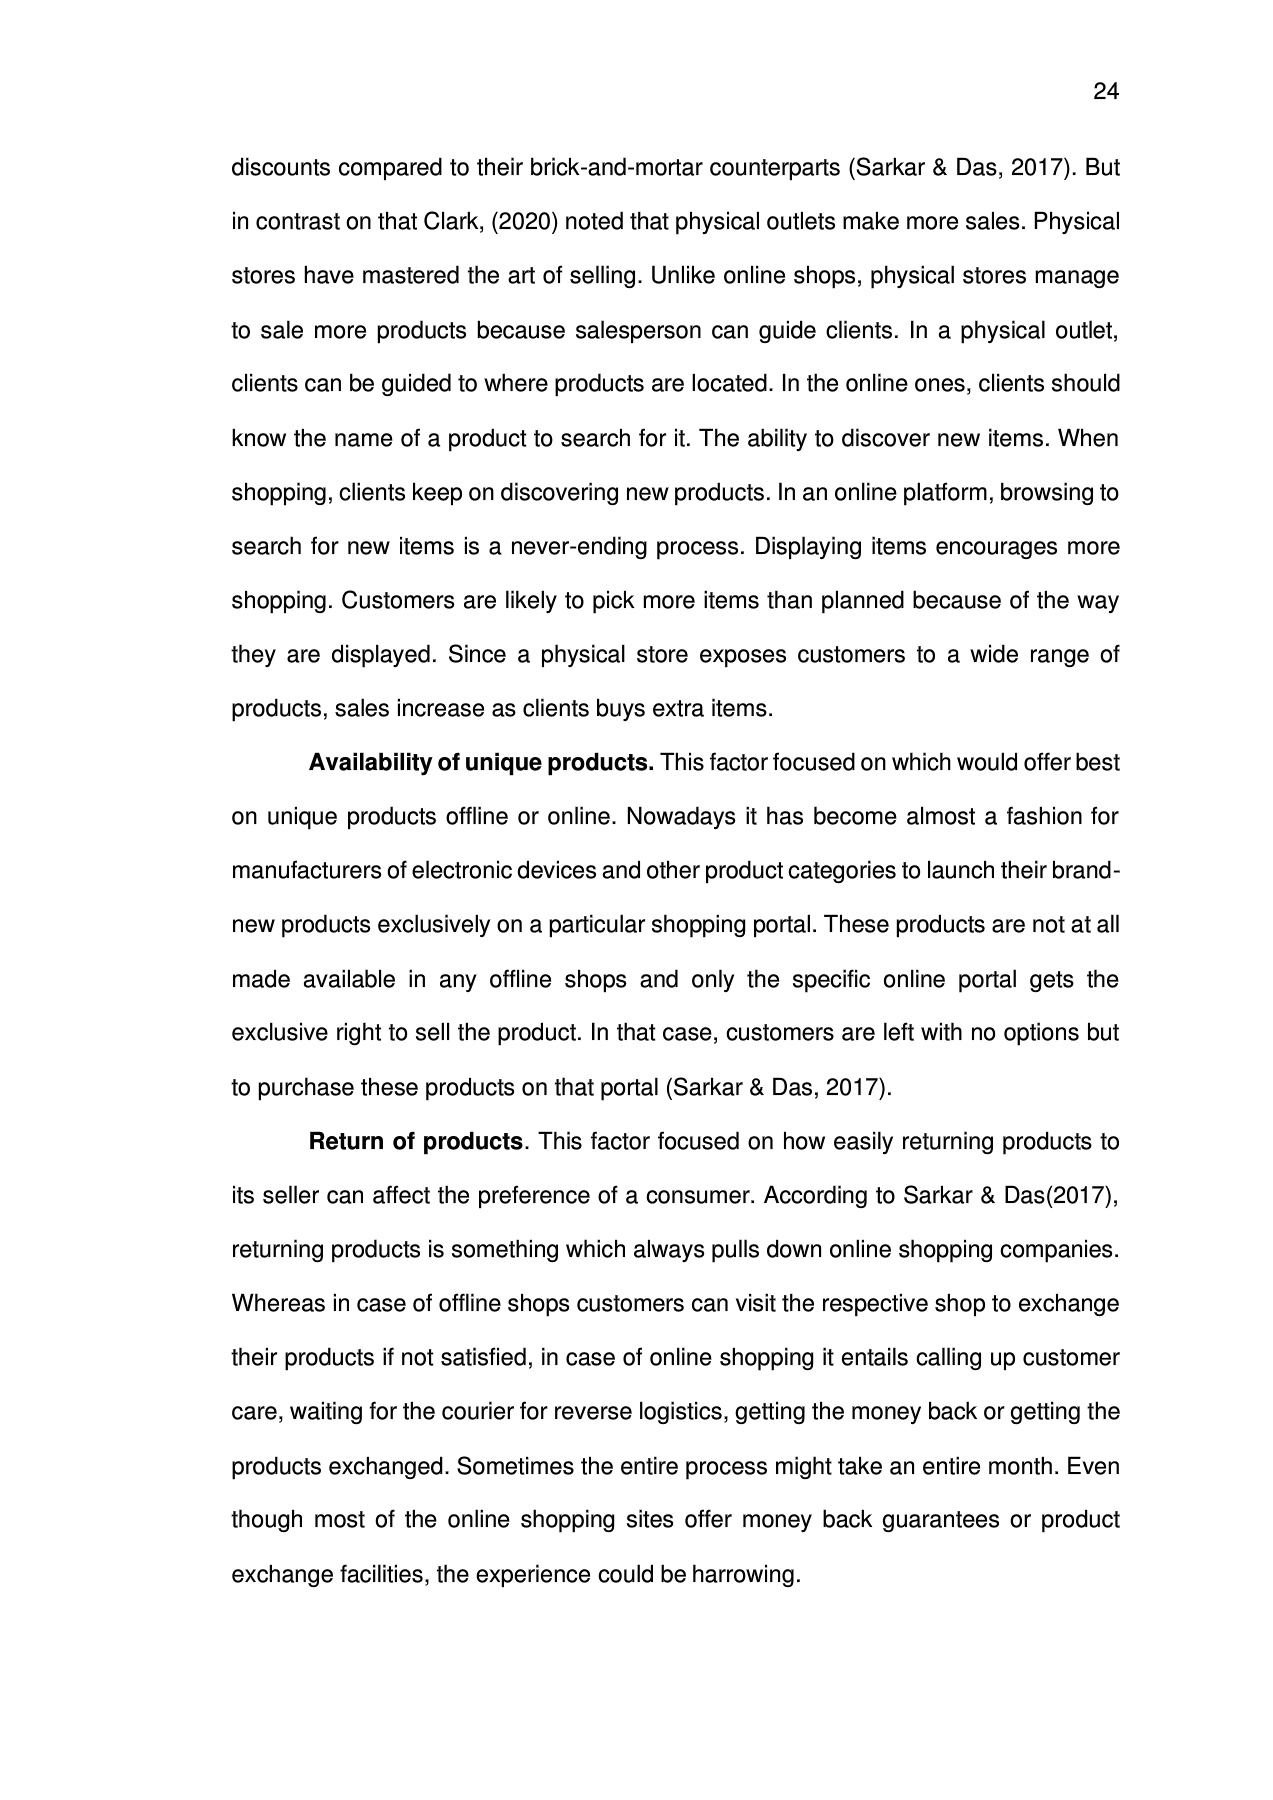 24
discounts compared to their brick-and-mortar counterparts (Sarkar & Das, 2017). But
in contrast on that Clark, (2020) noted that physical outlets make more sales. Physical
stores have mastered the art of selling. Unlike online shops, physical stores manage
to sale more products because salesperson can guide clients. In a physical outlet,
clients can be guided to where products are located. In the online ones, clients should
know the name of a product to search for it. The ability to discover new items. When
shopping, clients keep on discovering new products. In an online platform, browsing to
search for new items is a never-ending process. Displaying items encourages more
shopping. Customers are likely to pick more items than planned because of the way
they are displayed. Since a physical store exposes customers to a wide range of
products, sales increase as clients buys extra items.
Availability of unique products. This factor focused on which would offer best
on unique products offline or online. Nowadays it has become almost a fashion for
manufacturers of electronic devices and other product categories to launch their brand-
new products exclusively on a particular shopping portal. These products are not at all
made available in any offline shops and only the specific online portal gets the
exclusive right to sell the product. In that case, customers are left with no options but
to purchase these products on that portal (Sarkar & Das, 2017).
Return of products. This factor focused on how easily returning products to
its seller can affect the preference of a consumer. According to Sarkar & Das(2017),
returning products is something which always pulls down online shopping companies.
Whereas in case of offline shops customers can visit the respective shop to exchange
their products if not satisfied, in case of online shopping it entails calling up customer
care, waiting for the courier for reverse logistics, getting the money back or getting the
products exchanged. Sometimes the entire process might take an entire month. Even
though most of the online shopping sites offer money back guarantees or product
exchange facilities, the experience could be harrowing.